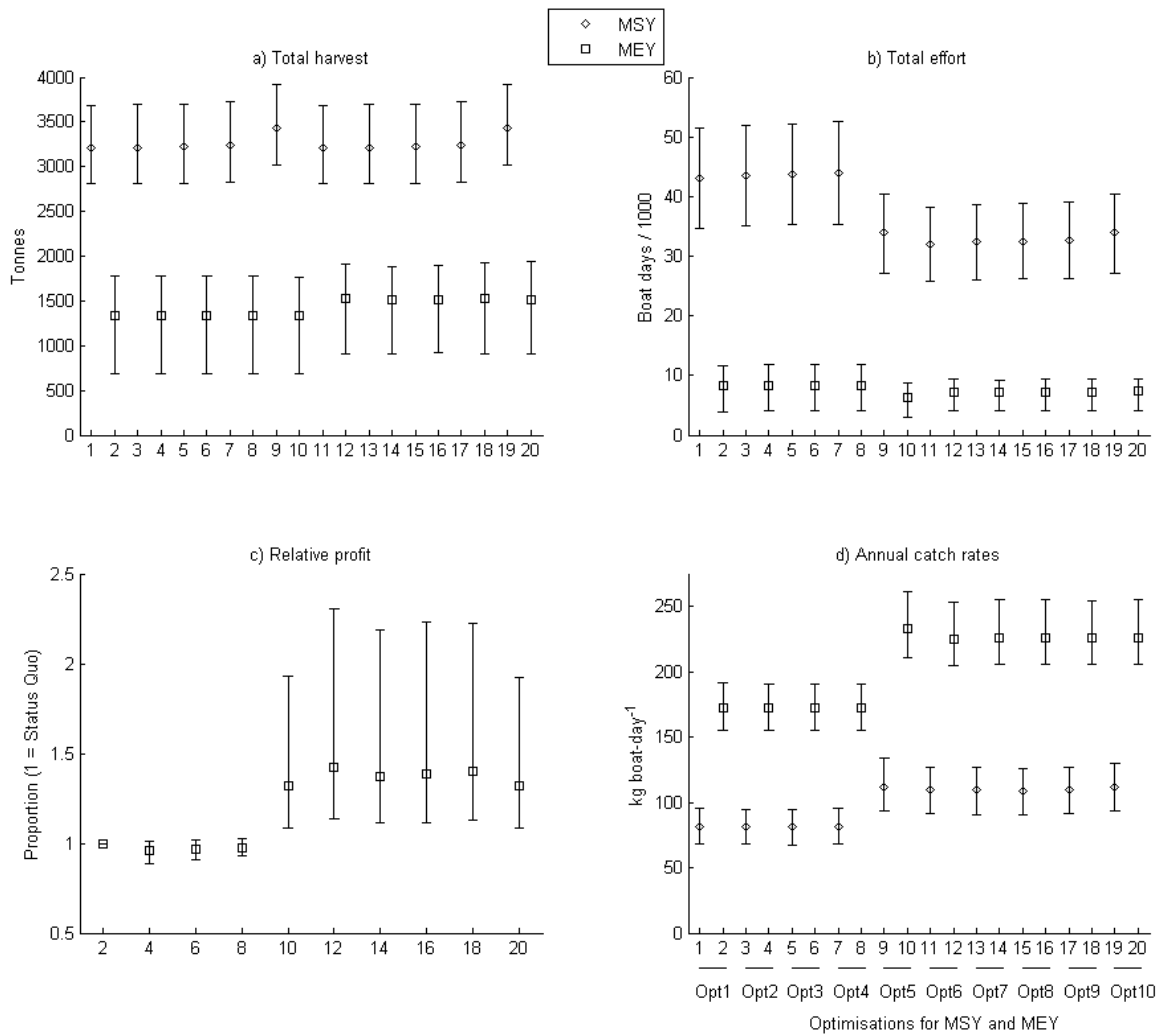 MSY
MEY
a) Total harvest
4000
3500
3000
2500
2000
1500
1000
500
0
Tonnes
1 2 3 4 5 6 7 8 9 10 11 12 13 14 15 16 17 18 19 20
b) Total effort
60
50
40
30
20
10
0
Boat days / 1000
1 2 3 4 5 6 7 8 9 10 11 12 13 14 15 16 17 18 19 20
c) Relative profit
2.5
2
1.5
1
0.5
Proportion (1 = Status Quo)
2 4 6 8 10 12 14 16 18 20
d) Annual catch rates
250
200
150
100
50
0
kg boat-day-1
1 2 3 4 5 6 7 8 9 10 11 12 13 14 15 16 17 18 19 20
Opt1 Opt2 Opt3 Opt4 Opt5 Opt6 Opt7 Opt8 Opt9 Opt10
Optimisations for MSY and MEY